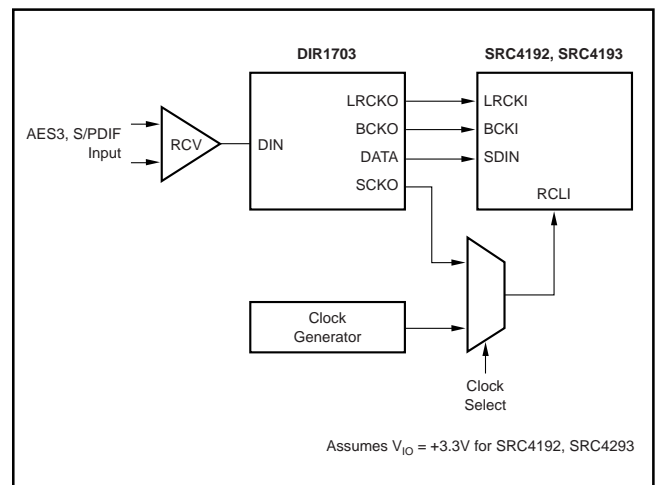 DIR1703
SRC4192, SRC4193
AES3, S/PDIF
Input
RCV
DIN
LRCKO
BCKO
DATA
SCKO
LRCKI
BCKI
SDIN
RCLI
Clock
Generator
Clock
Select
Assumes V_IO = +3.3V for SRC4192, SRC4293